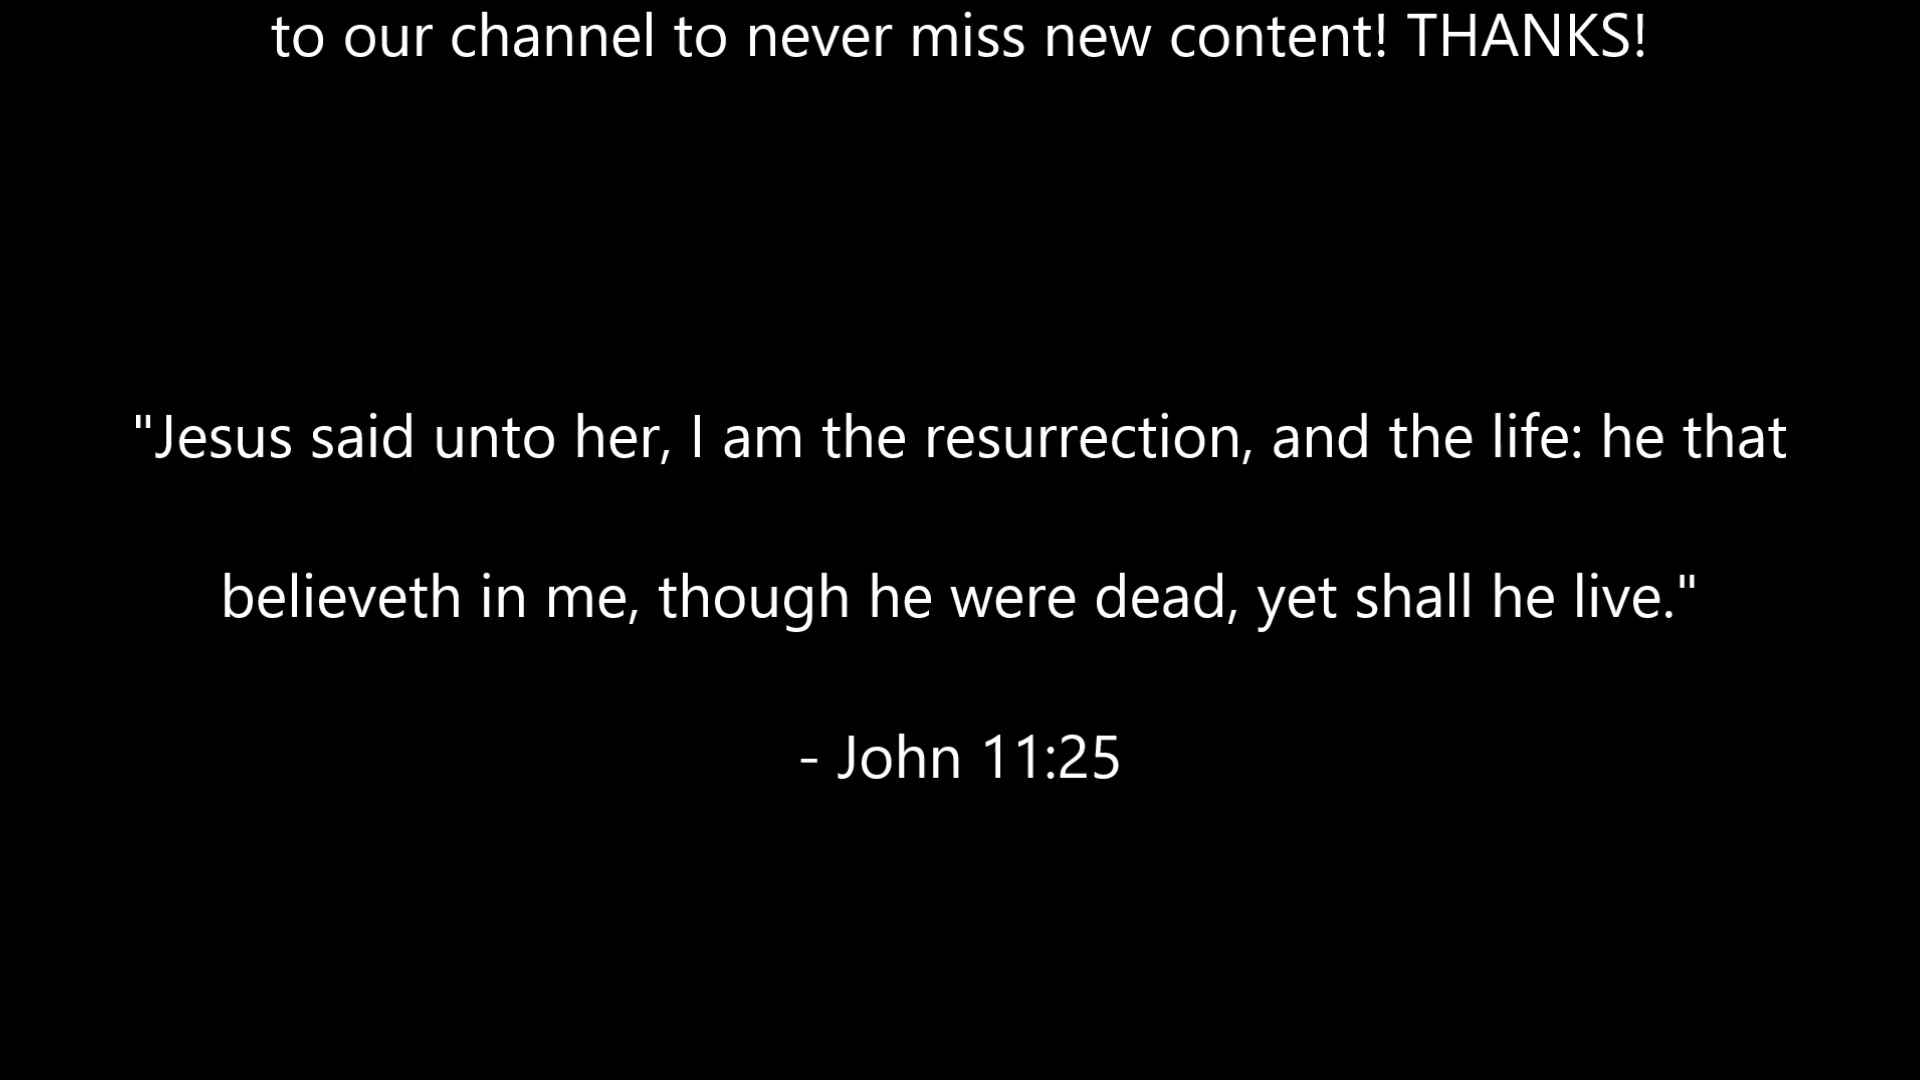 to our channel to never miss new content! THANKS!
"Jesus said unto her, I am the resurrection, and the life: he that
believeth in me, though he were dead, yet shall he live."
- John 11:25